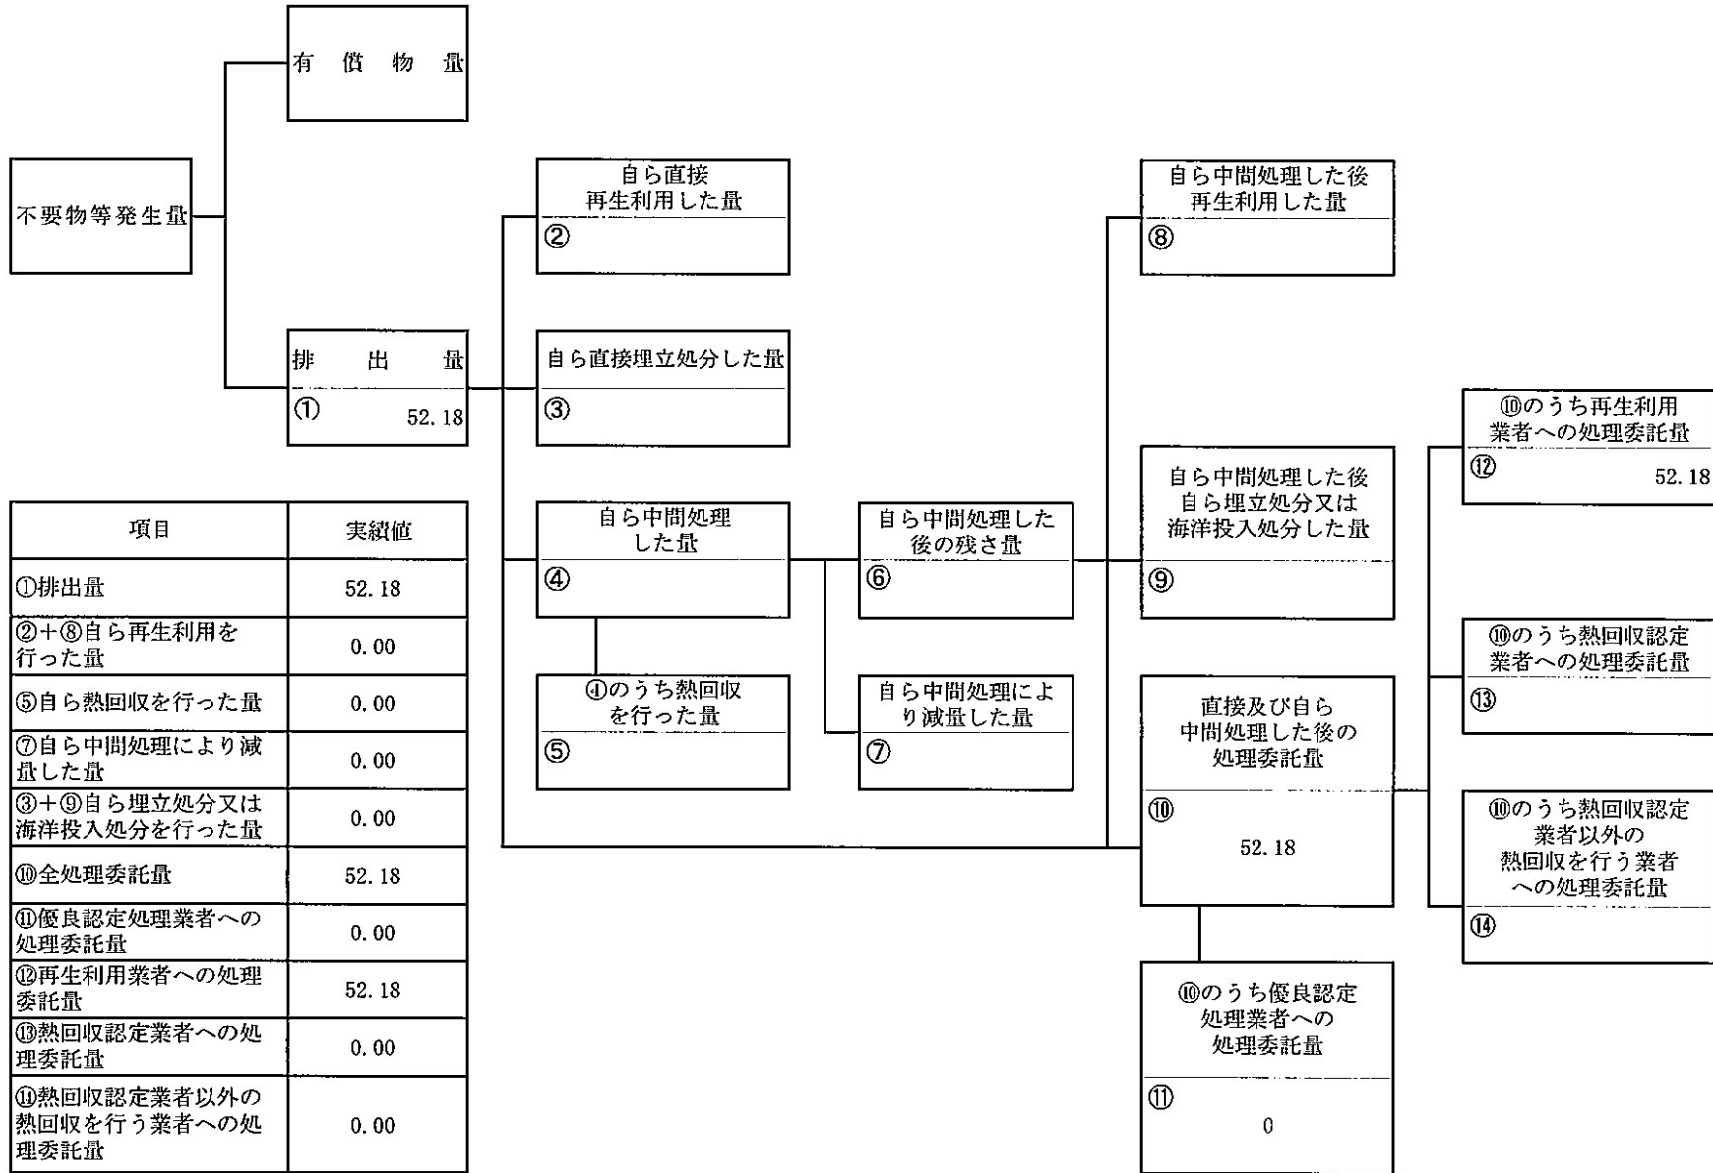 有償物量
不要物等発生量
排出量
①
52.18
自ら直接
再生利用した量
②
自ら直接埋立処分した量
③
自ら中間処理
した量
④
④のうち熱回収
を行った量
⑤
自ら中間処理した
後の残さ量
⑥
自ら中間処理によ
り減量した量
⑦
自ら中間処理した後
再生利用した量
⑧
自ら中間処理した後
自ら埋立処分又は
海洋投入処分した量
⑨
直接及び自ら
中間処理した後の
処理委託量
⑩
52.18
⑩のうち優良認定
処理業者への
処理委託量
⑪
0
⑩のうち再生利用
業者への処理委託量
⑫
52.18
⑩のうち熱回収認定
業者への処理委託量
⑬
⑩のうち熱回収認定
業者以外の
熱回収を行う業者
への処理委託量
⑭
項目 実績値
①排出量 52.18
②+⑧自ら再生利用を
行った量 0.00
⑤自ら熱回収を行った量 0.00
⑦自ら中間処理により減
量した量 0.00
③+⑨自ら埋立処分又は
海洋投入処分を行った量 0.00
⑩全処理委託量 52.18
⑪優良認定処理業者への
処理委託量 0.00
⑫再生利用業者への処理
委託量 52.18
⑬熱回収認定業者への処
理委託量 0.00
⑭熱回収認定業者以外の
熱回収を行う業者への処
理委託量 0.00